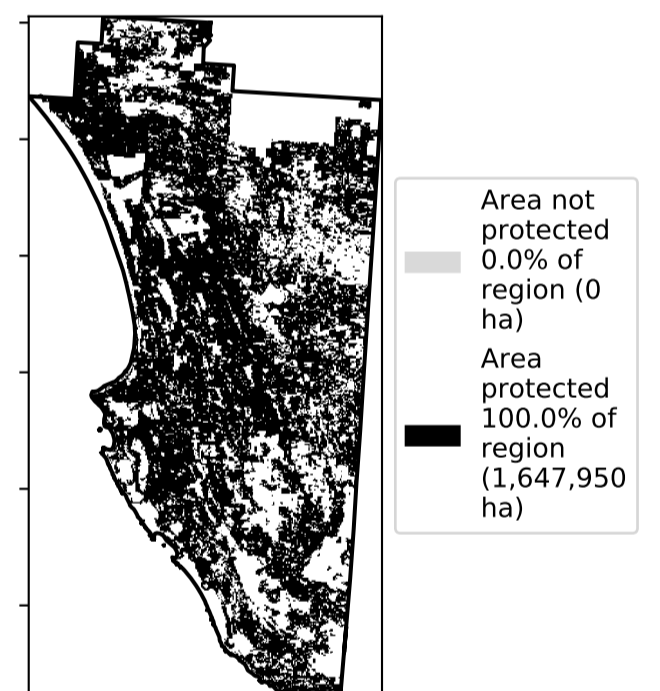 Area not
protected
0.0% of
region (0
ha)
Area
protected
100.0% of
region
(1,647,950
ha)